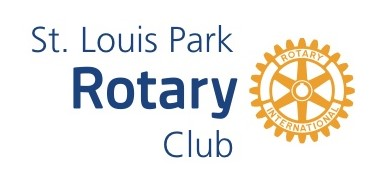 St. Louis Park
Rotary
Club
ROTARY
INTERNATIONAL